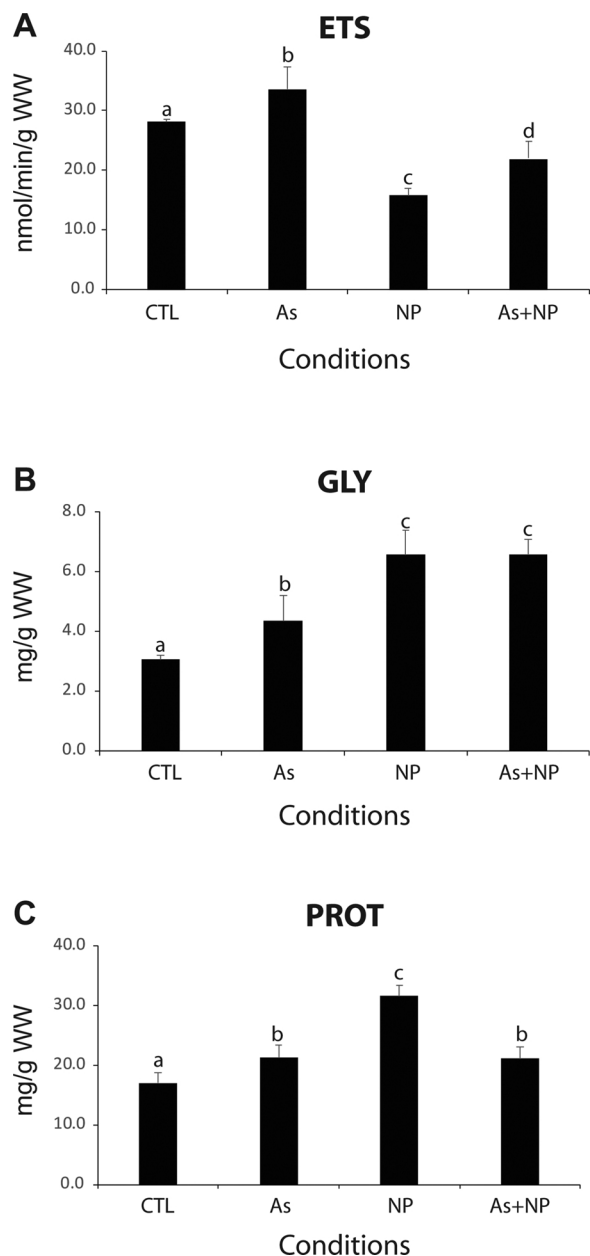 A
ETS
nmol/min/g WW
40.0
30.0
20.0
10.0
0.0
a
b
c
d
CTL As NP As+NP
Conditions
B
GLY
mg/g WW
8.0
6.0
4.0
2.0
0.0
a
b
c
c
CTL As NP As+NP
Conditions
C
PROT
mg/g WW
40.0
30.0
20.0
10.0
0.0
a
b
c
b
CTL As NP As+NP
Conditions